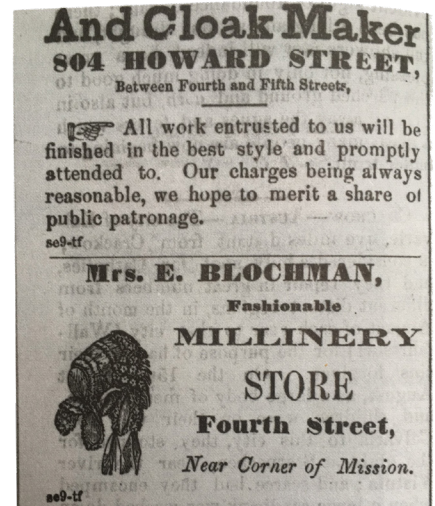 And Cloak Maker
804 HOWARD STREET,
Between Fourth and Fifth Streets,
All work entrusted to us will be
finished in the best style and promptly
attended to. Our charges being always
reasonable, we hope to merit a share of
public patronage.
se9-tf
Mrs. E. BLOCHMAN,
Fashionable
MILLINERY
STORE
Fourth Street,
Near Corner of Mission.
se9-tf